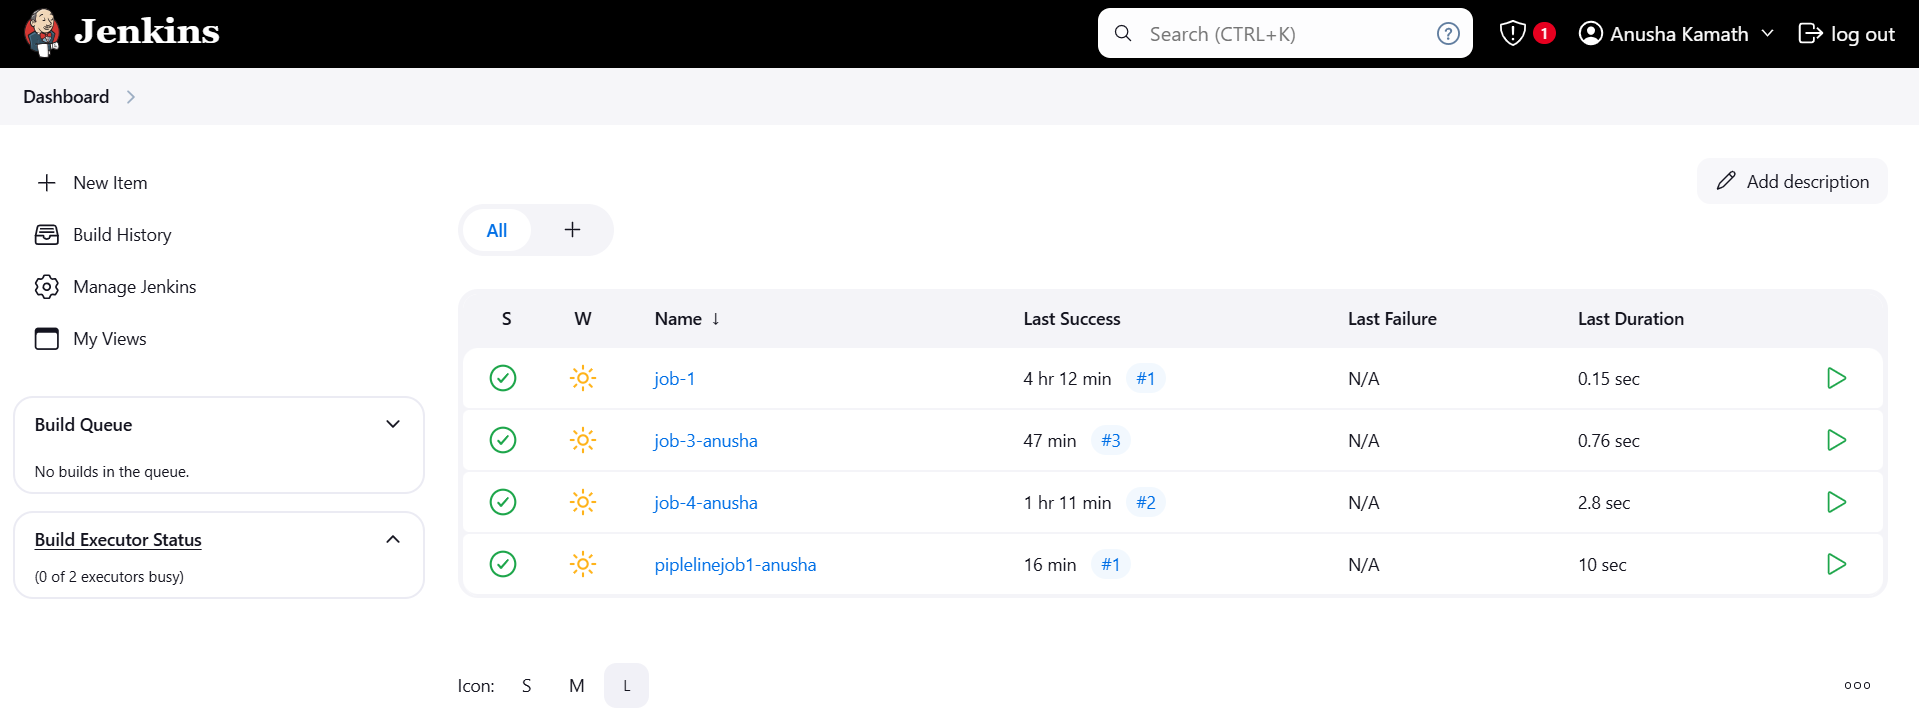 Jenkins
Search (CTRL+K)
?
1
Anusha Kamath
log out
Dashboard
New Item
Build History
Manage Jenkins
My Views
Build Queue
No builds in the queue.
Build Executor Status
(0 of 2 executors busy)
Add description
All +
S W Name ↓ Last Success Last Failure Last Duration
job-1 4 hr 12 min #1 N/A 0.15 sec
job-3-anusha 47 min #3 N/A 0.76 sec
job-4-anusha 1 hr 11 min #2 N/A 2.8 sec
piplelinejob1-anusha 16 min #1 N/A 10 sec
Icon: S M L